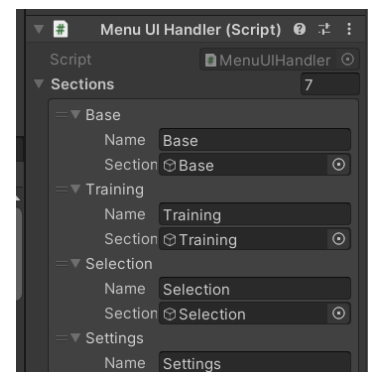 # Menu UI Handler (Script)
Script MenuUIHandler
Sections 7
Base
Name Base
Section Base
Training
Name Training
Section Training
Selection
Name Selection
Section Selection
Settings
Name Settings